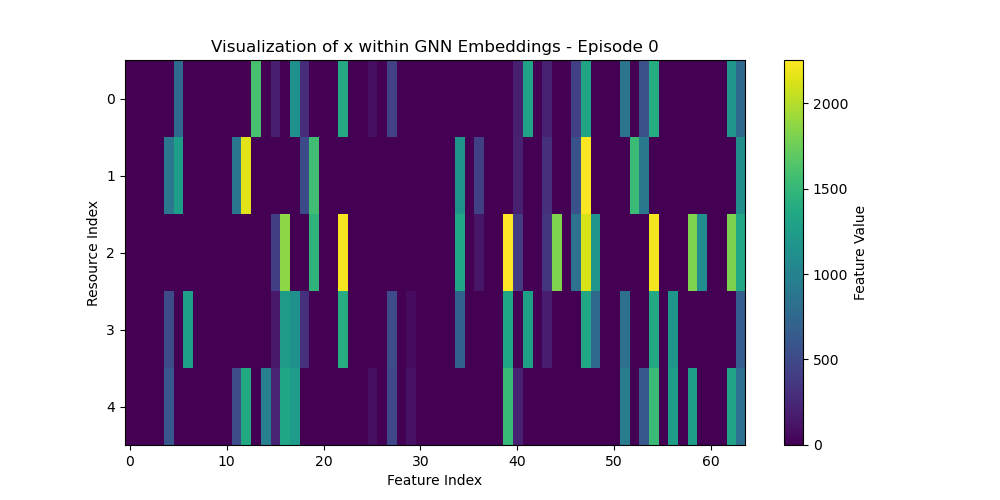 Visualization of x within GNN Embeddings - Episode 0
Resource Index
0
1
2
3
4
0 10 20 30 40 50 60
Feature Index
2000
1500
1000
500
0
Feature Value